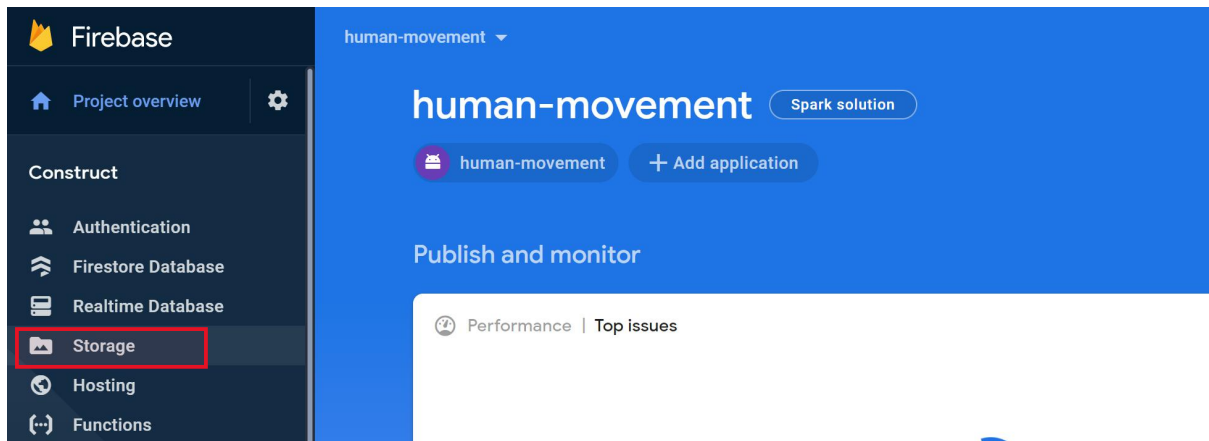 Firebase
human-movement
Project overview
human-movement Spark solution
human-movement + Add application
Construct
Authentication
Firestore Database
Realtime Database
Storage
Hosting
Functions
Publish and monitor
Performance | Top issues